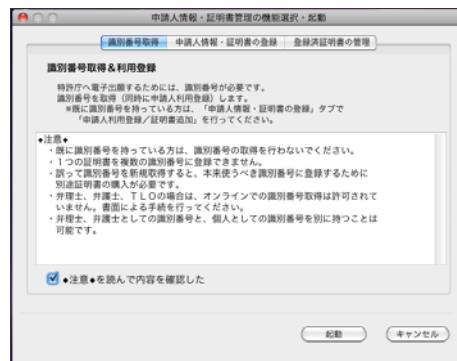 申請人情報・証明書管理の機能選択・起動
識別番号取得 申請人情報・証明書の登録 登録済証明書の管理
識別番号取得＆利用登録
特許庁へ電子出願するためには、識別番号が必要です。
識別番号を取得（同時に申請人利用登録）します。
※既に識別番号を持っている方は、「申請人情報・証明書の登録」タブで
「申請人利用登録／証明書追加」を行ってください。
◆注意◆
・既に識別番号を持っている方は、識別番号の取得を行わないでください。
・１つの証明書を複数の識別番号に登録できません。
・誤って識別番号を新規取得すると、本来使うべき識別番号に登録するために
別途証明書の購入が必要です。
・弁理士、弁護士、ＴＬＯの場合は、オンラインでの識別番号取得は許可されて
いません。書面による手続を行ってください。
・弁理士、弁護士としての識別番号と、個人としての識別番号を別に持つことは
可能です。
◆注意◆を読んで内容を確認した
起動 キャンセル